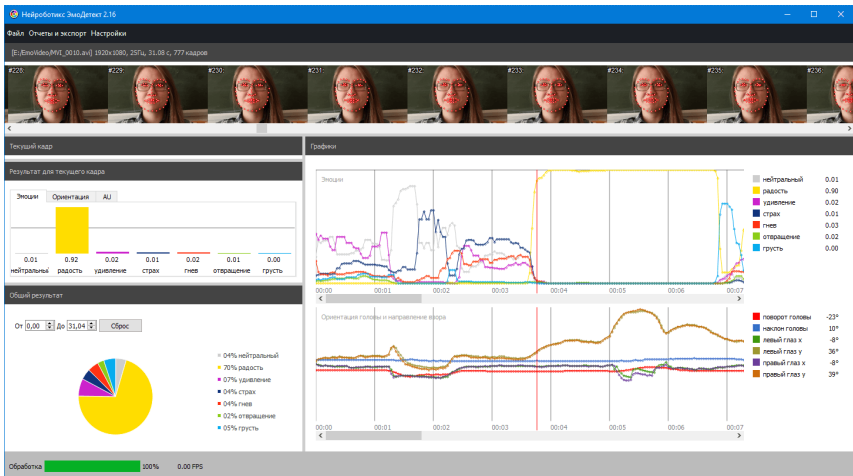 Нейроботикс ЭмоДетект 2.16
Файл Отчеты и экспорт Настройки
[E:/EmoVideo/MVI_0010.avi] 1920x1080, 25Гц, 31.08 с, 777 кадров
#228: #229: #230: #231: #232: #233: #234: #235: #236:
Текущий кадр
Результат для текущего кадра
Эмоции Ориентация AU
0.01 0.92 0.02 0.01 0.02 0.01 0.00
нейтральны радость удивление страх гнев отвращение грусть
Общий результат
От 0,00 До 31,04 Сброс
04% нейтральный
70% радость
07% удивление
04% страх
04% гнев
02% отвращение
05% грусть
Графики
Эмоции
00:00 00:01 00:02 00:03 00:04 00:05 00:06 00:07
нейтральный 0.01
радость 0.90
удивление 0.02
страх 0.01
гнев 0.03
отвращение 0.02
грусть 0.00
Ориентация головы и направление взора
00:00 00:01 00:02 00:03 00:04 00:05 00:06 00:07
поворот головы -23°
наклон головы 10°
левый глаз x -8°
левый глаз y 36°
правый глаз x -8°
правый глаз y 39°
Обработка 100% 0.00 FPS